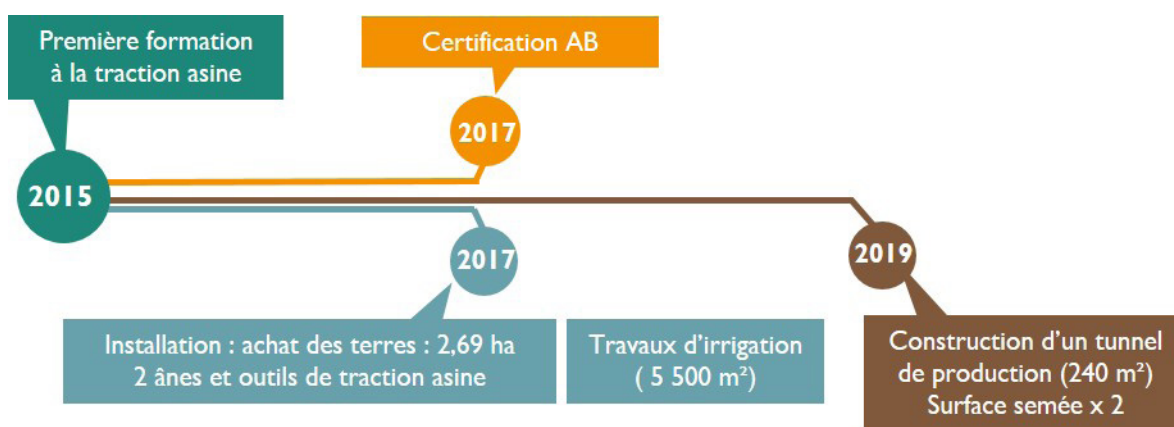 Première formation
à la traction asine
2015
Certification AB
2017
2017
Installation : achat des terres : 2,69 ha
2 ânes et outils de traction asine
Travaux d’irrigation
( 5 500 m²)
2019
Construction d’un tunnel
de production (240 m²)
Surface semée x 2